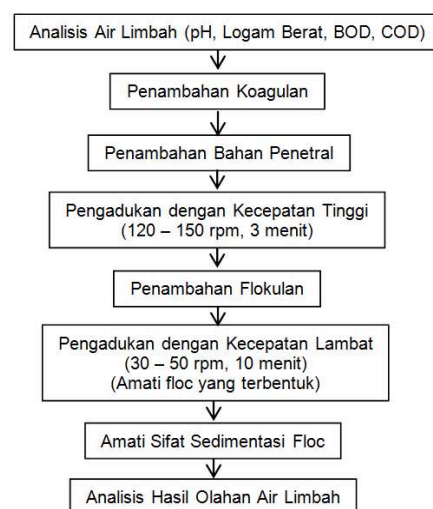 Analisis Air Limbah (pH, Logam Berat, BOD, COD)
Penambahan Koagulan
Penambahan Bahan Penetral
Pengadukan dengan Kecepatan Tinggi
(120 – 150 rpm, 3 menit)
Penambahan Flokulan
Pengadukan dengan Kecepatan Lambat
(30 – 50 rpm, 10 menit)
(Amati floc yang terbentuk)
Amati Sifat Sedimentasi Floc
Analisis Hasil Olahan Air Limbah